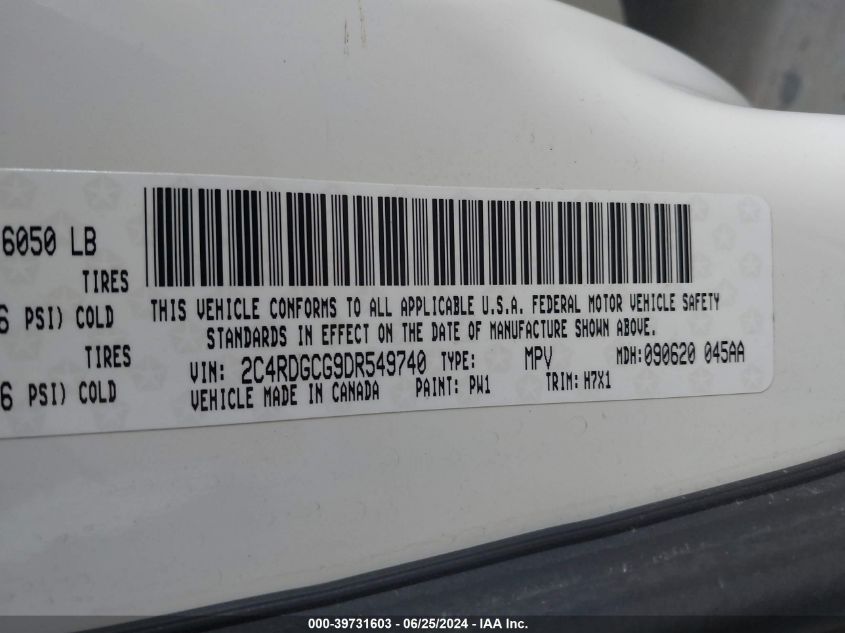 6050 LB
TIRES
6 PSI) COLD
TIRES
6 PSI) COLD
THIS VEHICLE CONFORMS TO ALL APPLICABLE U.S.A. FEDERAL MOTOR VEHICLE SAFETY
STANDARDS IN EFFECT ON THE DATE OF MANUFACTURE SHOWN ABOVE.
VIN: 2C4RDGCG9DR549740 TYPE: MPV MDH:090620 045AA
VEHICLE MADE IN CANADA PAINT: PW1 TRIM: H7X1
000-39731603 - 06/25/2024 - IAA Inc.